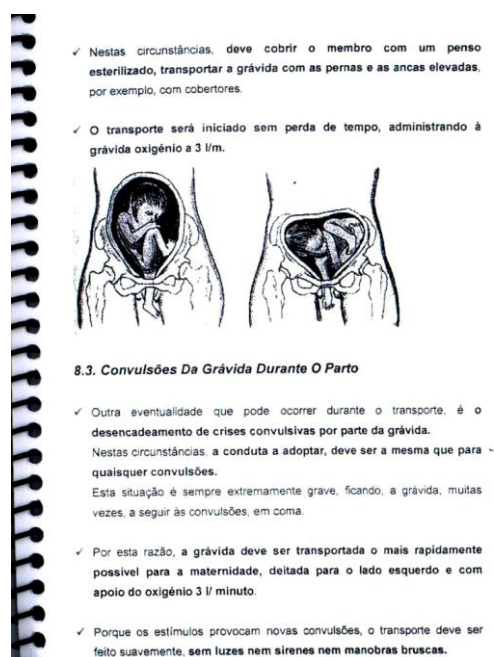 ✓ Nestas circunstâncias, deve cobrir o membro com um penso
esterilizado, transportar a grávida com as pernas e as ancas elevadas,
por exemplo, com cobertores.
✓ O transporte será iniciado sem perda de tempo, administrando à
grávida oxigénio a 3 l/m.
8.3. Convulsões Da Grávida Durante O Parto
✓ Outra eventualidade que pode ocorrer durante o transporte, é o
desencadeamento de crises convulsivas por parte da grávida.
Nestas circunstâncias, a conduta a adoptar, deve ser a mesma que para
quaisquer convulsões.
Esta situação é sempre extremamente grave, ficando, a grávida, muitas
vezes, a seguir às convulsões, em coma.
✓ Por esta razão, a grávida deve ser transportada o mais rapidamente
possivel para a maternidade, deitada para o lado esquerdo e com
apoio do oxigénio 3 l/ minuto.
✓ Porque os estímulos provocam novas convulsões, o transporte deve ser
feito suavemente, sem luzes nem sirenes nem manobras bruscas.